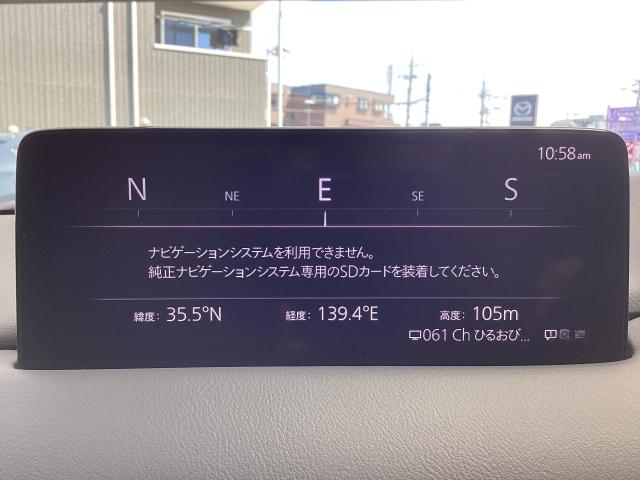 10:58am
N NE E SE S
ナビゲーションシステムを利用できません。
純正ナビゲーションシステム専用のSDカードを装着してください。
緯度: 35.5°N 経度: 139.4°E 高度: 105m
061 Ch ひるおび...